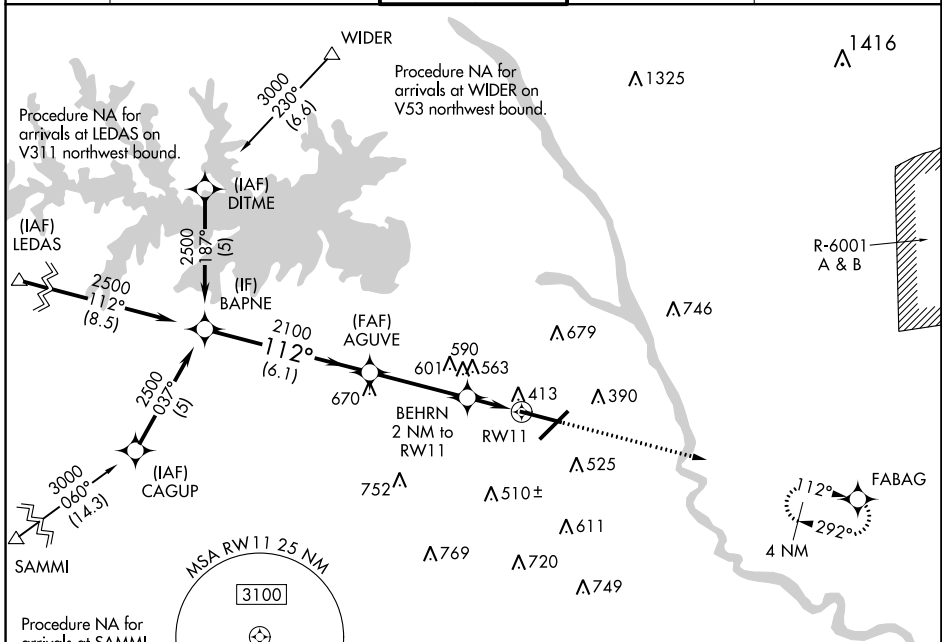 WIDER
1416
3000
230°
(6.6)
Procedure NA for
arrivals at WIDER on
V53 northwest bound.
1325
Procedure NA for
arrivals at LEDAS on
V311 northwest bound.
(IAF)
DITME
2500
187°
(5)
(IAF)
LEDAS
2500
112°
(8.5)
(IF)
BAPNE
R-6001
A & B
2100
112°
(6.1)
(FAF)
AGUVE
746
679
590
601
563
670
413
390
BEHRN
2 NM to
RW11
RW11
2500
037°
(5)
(IAF)
CAGUP
3000
060°
(14.3)
SAMMI
525
752
510±
611
769
720
749
FABAG
112°
292°
4 NM
MSA RW11 25 NM
3100
Procedure NA for
arrivals at SAMMI